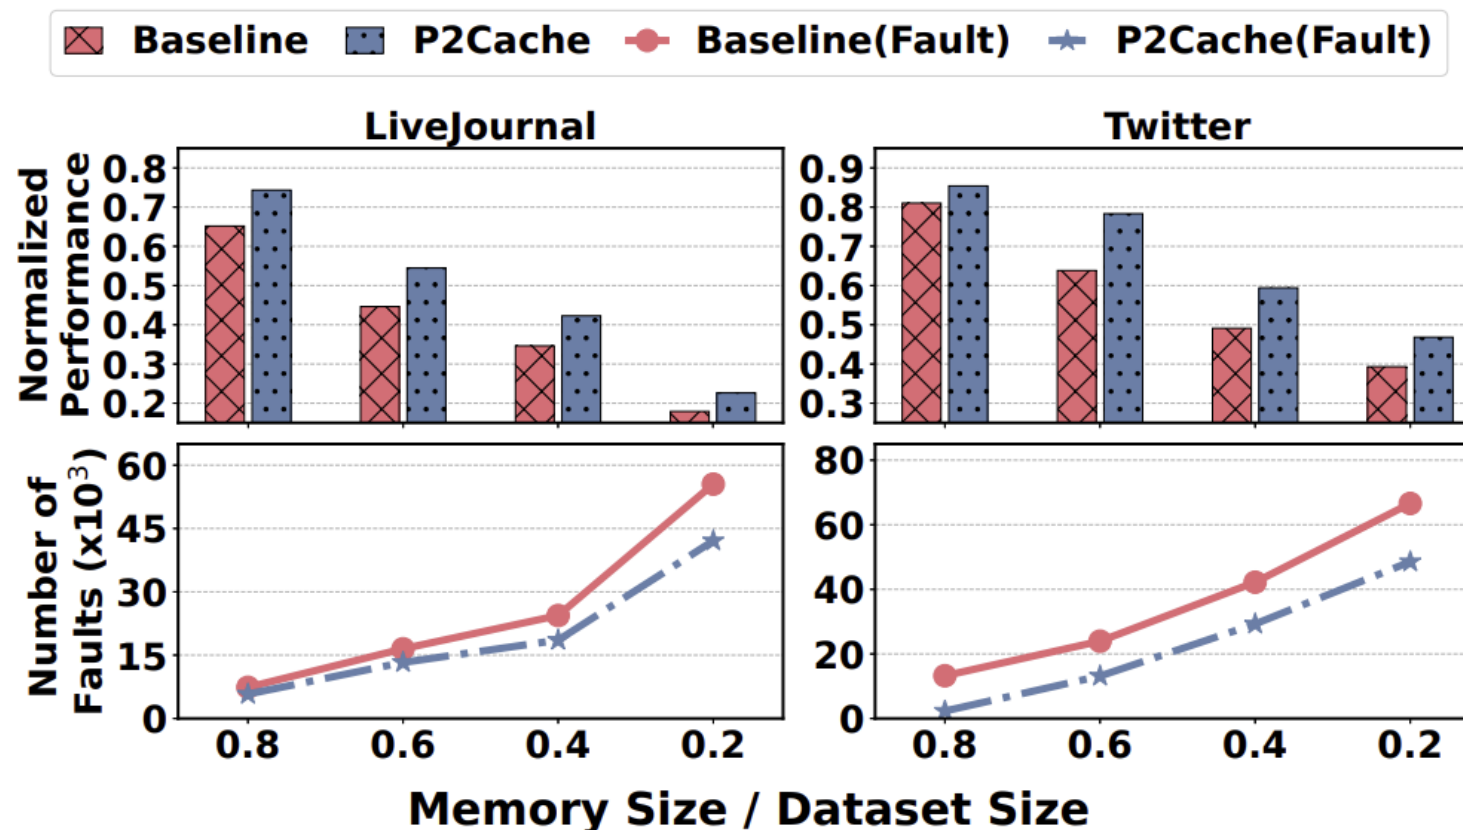 Baseline P2Cache Baseline(Fault) P2Cache(Fault)
LiveJournal
Twitter
Normalized
Performance
0.8
0.7
0.6
0.5
0.4
0.3
0.2
0.9
0.8
0.7
0.6
0.5
0.4
0.3
Number of
Faults (x10³)
60
45
30
15
0
80
60
40
20
0
0.8 0.6 0.4 0.2
0.8 0.6 0.4 0.2
Memory Size / Dataset Size